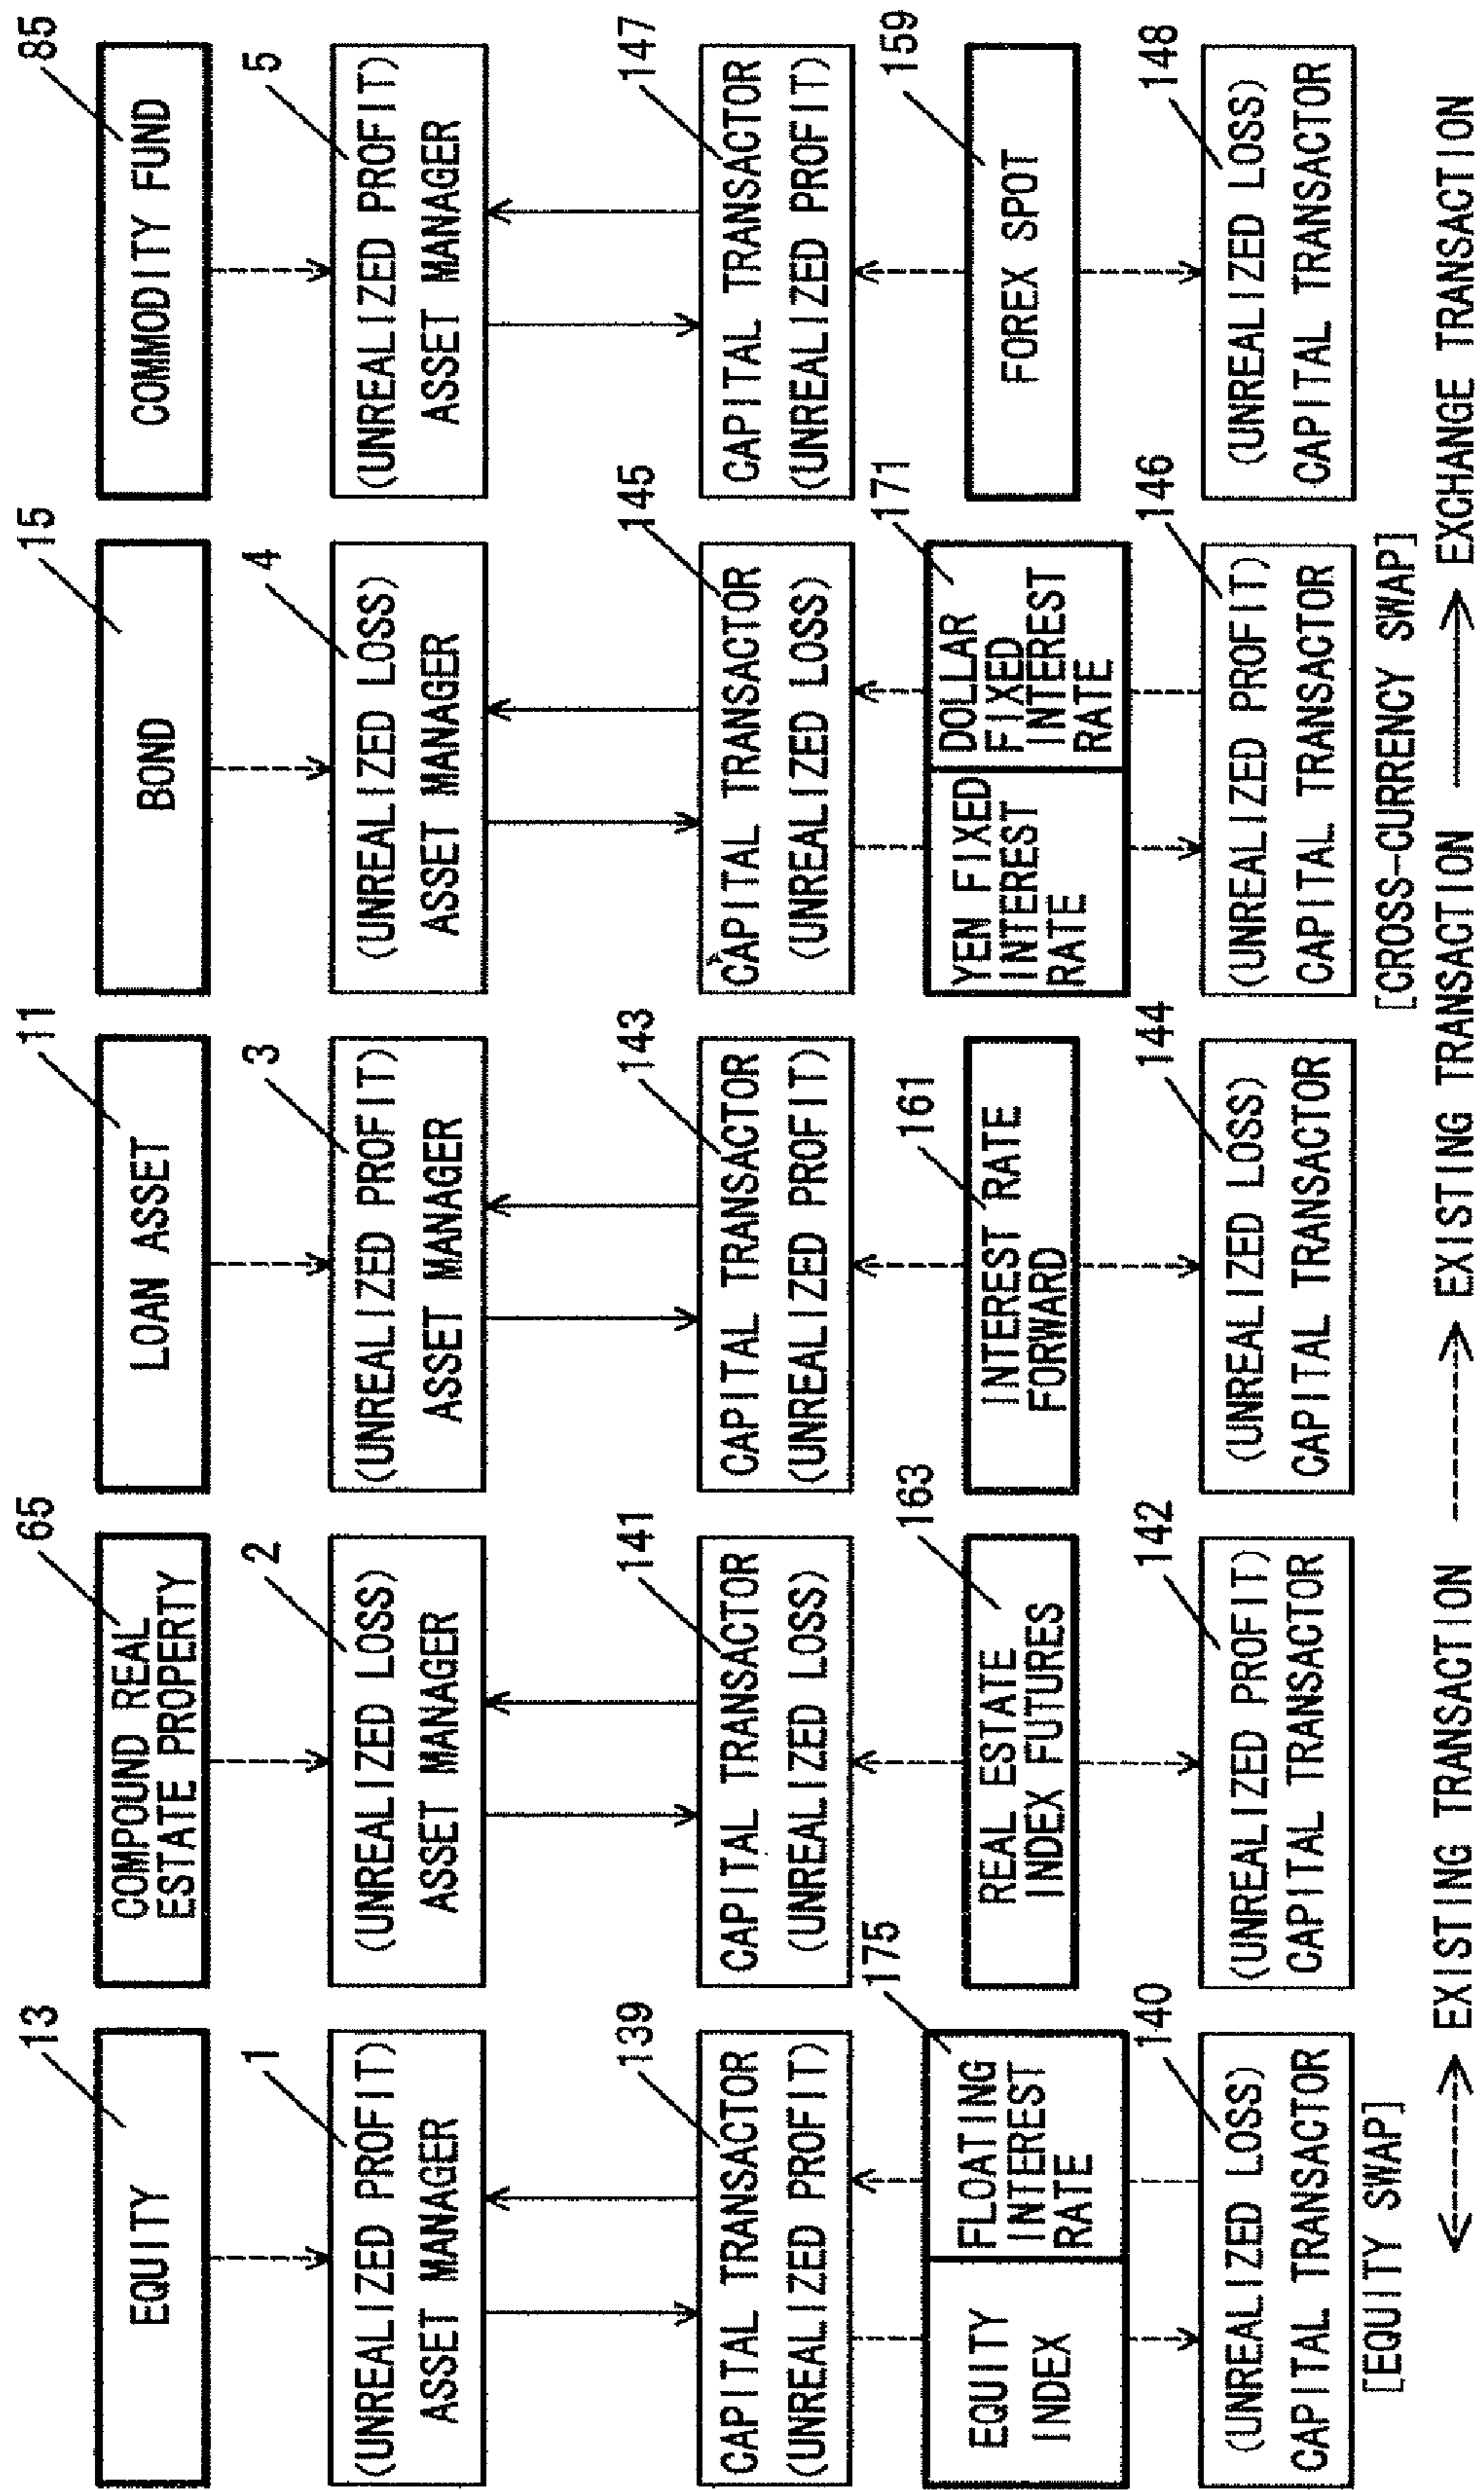 13
EQUITY
1
(UNREALIZED PROFIT)
ASSET MANAGER
139
CAPITAL TRANSACTOR
(UNREALIZED PROFIT)
175
EQUITY
INDEX
FLOATING
INTEREST
RATE
140
(UNREALIZED LOSS)
CAPITAL TRANSACTOR
[EQUITY SWAP]
65
COMPOUND REAL
ESTATE PROPERTY
2
(UNREALIZED LOSS)
ASSET MANAGER
141
CAPITAL TRANSACTOR
(UNREALIZED LOSS)
163
REAL ESTATE
INDEX FUTURES
142
(UNREALIZED PROFIT)
CAPITAL TRANSACTOR
11
LOAN ASSET
3
(UNREALIZED PROFIT)
ASSET MANAGER
143
CAPITAL TRANSACTOR
(UNREALIZED PROFIT)
161
INTEREST RATE
FORWARD
144
(UNREALIZED LOSS)
CAPITAL TRANSACTOR
15
BOND
4
(UNREALIZED LOSS)
ASSET MANAGER
145
CAPITAL TRANSACTOR
(UNREALIZED LOSS)
171
YEN FIXED
INTEREST
RATE
DOLLAR
FIXED
INTEREST
RATE
146
(UNREALIZED PROFIT)
CAPITAL TRANSACTOR
[CROSS-CURRENCY SWAP]
85
COMMODITY FUND
5
(UNREALIZED PROFIT)
ASSET MANAGER
147
CAPITAL TRANSACTOR
(UNREALIZED PROFIT)
159
FOREX SPOT
148
(UNREALIZED LOSS)
CAPITAL TRANSACTOR
EXISTING TRANSACTION
EXISTING TRANSACTION
EXCHANGE TRANSACTION